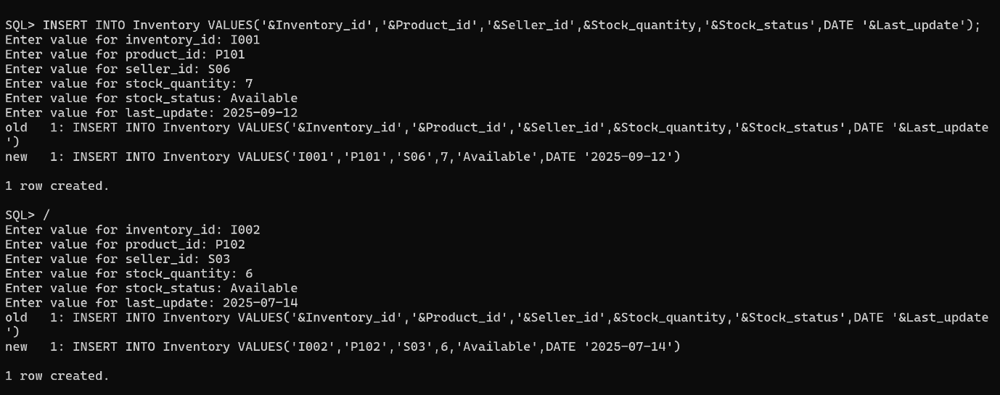 SQL> INSERT INTO Inventory VALUES('&Inventory_id','&Product_id','&Seller_id',&Stock_quantity,'&Stock_status',DATE '&Last_update');
Enter value for inventory_id: I001
Enter value for product_id: P101
Enter value for seller_id: S06
Enter value for stock_quantity: 7
Enter value for stock_status: Available
Enter value for last_update: 2025-09-12
old   1: INSERT INTO Inventory VALUES('&Inventory_id','&Product_id','&Seller_id',&Stock_quantity,'&Stock_status',DATE '&Last_update
')
new   1: INSERT INTO Inventory VALUES('I001','P101','S06',7,'Available',DATE '2025-09-12')
1 row created.
SQL> /
Enter value for inventory_id: I002
Enter value for product_id: P102
Enter value for seller_id: S03
Enter value for stock_quantity: 6
Enter value for stock_status: Available
Enter value for last_update: 2025-07-14
old   1: INSERT INTO Inventory VALUES('&Inventory_id','&Product_id','&Seller_id',&Stock_quantity,'&Stock_status',DATE '&Last_update
')
new   1: INSERT INTO Inventory VALUES('I002','P102','S03',6,'Available',DATE '2025-07-14')
1 row created.